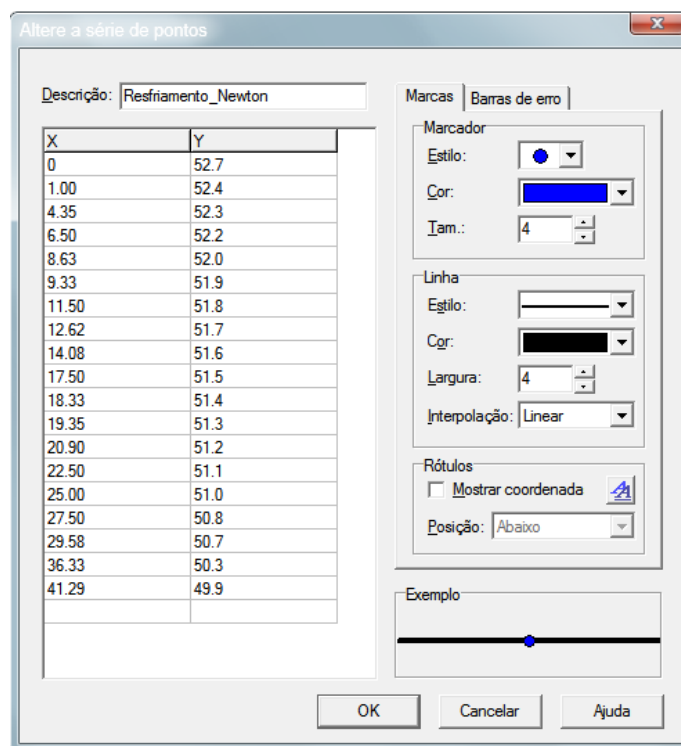 Altere a série de pontos
Descrição: Resfriamento_Newton
X Y
0 52.7
1.00 52.4
4.35 52.3
6.50 52.2
8.63 52.0
9.33 51.9
11.50 51.8
12.62 51.7
14.08 51.6
17.50 51.5
18.33 51.4
19.35 51.3
20.90 51.2
22.50 51.1
25.00 51.0
27.50 50.8
29.58 50.7
36.33 50.3
41.29 49.9
Marcas Barras de erro
Marcador
Estilo:
Cor:
Tam.: 4
Linha
Estilo:
Cor:
Largura: 4
Interpolação: Linear
Rótulos
Mostrar coordenada
Posição: Abaixo
Exemplo
OK Cancelar Ajuda